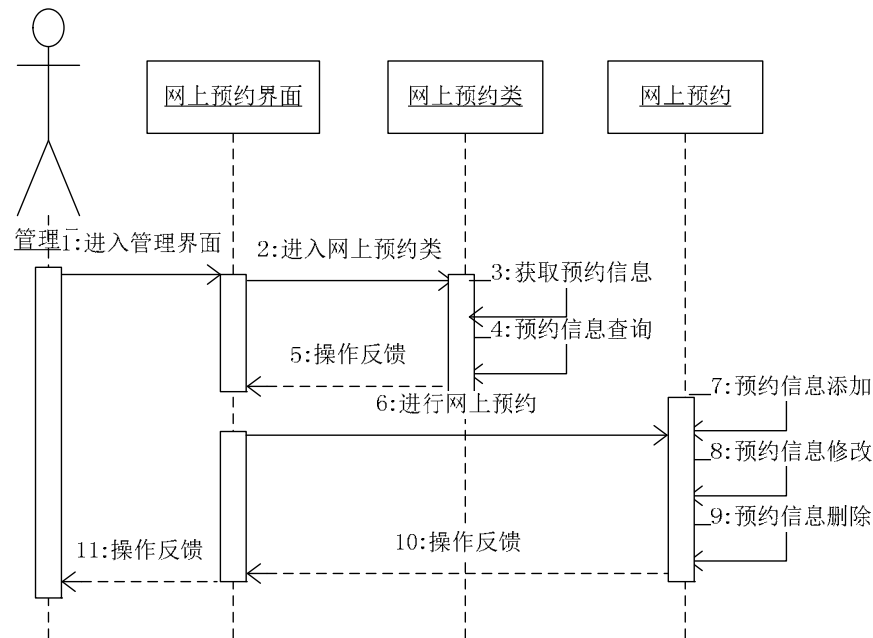 网上预约界面
网上预约类
网上预约
管理
1:进入管理界面
2:进入网上预约类
3:获取预约信息
4:预约信息查询
5:操作反馈
6:进行网上预约
7:预约信息添加
8:预约信息修改
9:预约信息删除
10:操作反馈
11:操作反馈